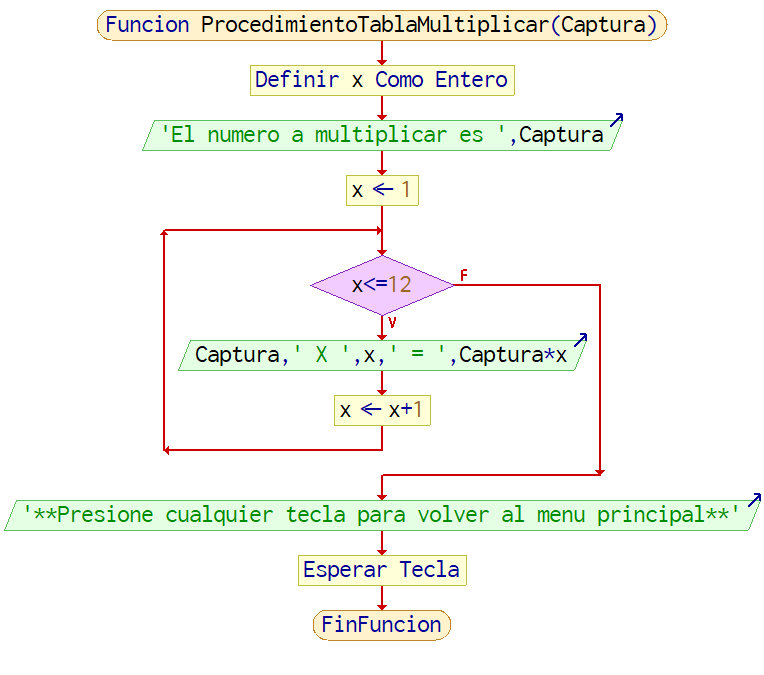 Funcion ProcedimientoTablaMultiplicar(Captura)
Definir x Como Entero
'El numero a multiplicar es ',Captura
x ← 1
x<=12
F
V
Captura,' X ',x,' = ',Captura*x
x ← x+1
'**Presione cualquier tecla para volver al menu principal**'
Esperar Tecla
FinFuncion